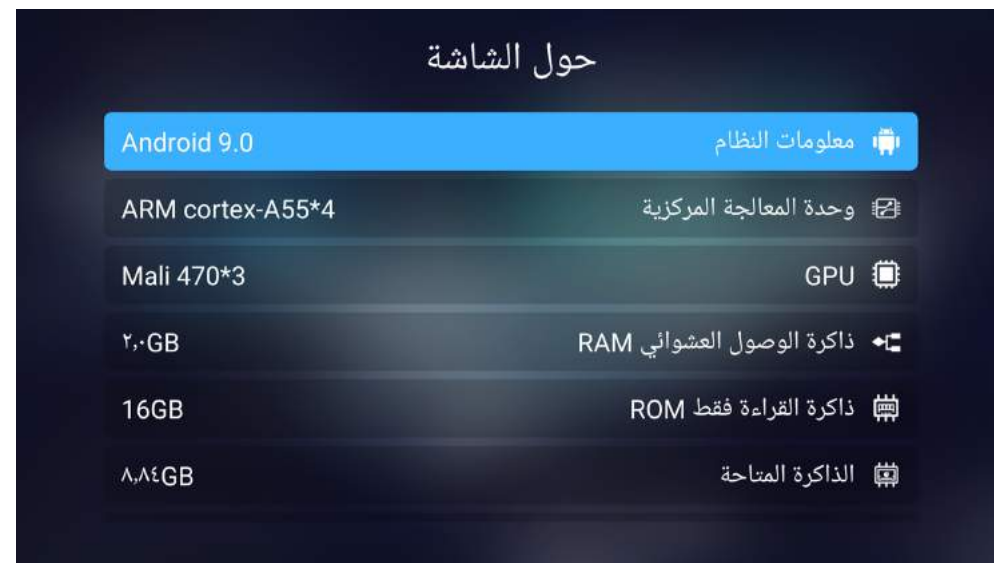 حول الشاشة
معلومات النظام Android 9.0
وحدة المعالجة المركزية ARM cortex-A55*4
GPU Mali 470*3
ذاكرة الوصول العشوائي RAM ٢,٠GB
ذاكرة القراءة فقط ROM 16GB
الذاكرة المتاحة ٨,٨٤GB